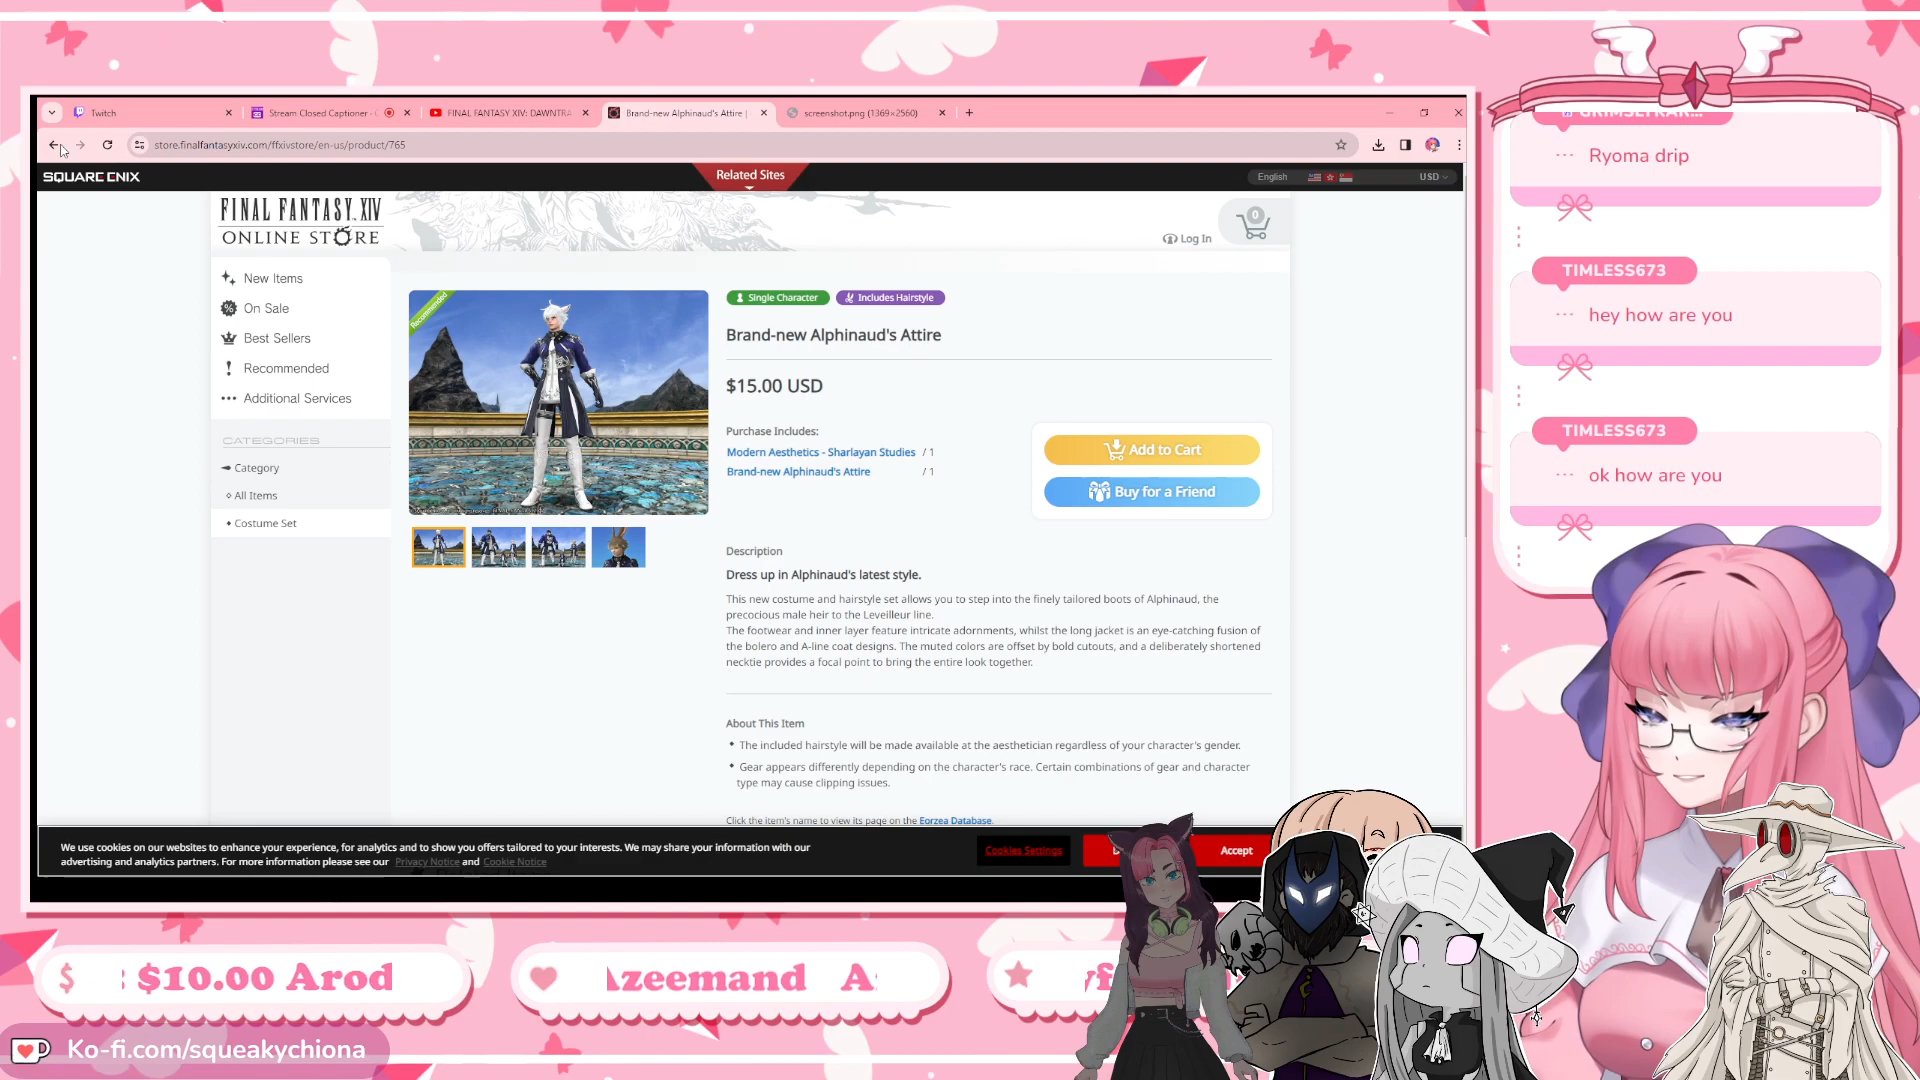 Twitch
Stream Closed Captioner - C
FINAL FANTASY XIV: DAWNTRA
Brand-new Alphinaud's Attire |
screenshot.png (1369×2560)
store.finalfantasyxiv.com/ffxivstore/en-us/product/765
SQUARE ENIX
Related Sites
English
USD
FINAL FANTASY XIV
ONLINE STORE
0
Log In
New Items
On Sale
Best Sellers
Recommended
Additional Services
CATEGORIES
Category
All Items
Costume Set
Recommended
Single Character
Includes Hairstyle
Brand-new Alphinaud's Attire
$15.00 USD
Purchase Includes:
Modern Aesthetics - Sharlayan Studies / 1
Brand-new Alphinaud's Attire / 1
Add to Cart
Buy for a Friend
Description
Dress up in Alphinaud's latest style.
This new costume and hairstyle set allows you to step into the finely tailored boots of Alphinaud, the
precocious male heir to the Leveilleur line.
The footwear and inner layer feature intricate adornments, whilst the long jacket is an eye-catching fusion of
the bolero and A-line coat designs. The muted colors are offset by bold cutouts, and a deliberately shortened
necktie provides a focal point to bring the entire look together.
About This Item
The included hairstyle will be made available at the aesthetician regardless of your character's gender.
Gear appears differently depending on the character's race. Certain combinations of gear and character
type may cause clipping issues.
Click the item's name to view its page on the Eorzea Database.
We use cookies on our websites to enhance your experience, for analytics and to show you offers tailored to your interests. We may share your information with our
advertising and analytics partners. For more information please see our Privacy Notice and Cookie Notice
Cookies Settings
Accept
Ryoma drip
TIMLESS673
hey how are you
TIMLESS673
ok how are you
$10.00 Arod
zeemand A
Ko-fi.com/squeakychiona